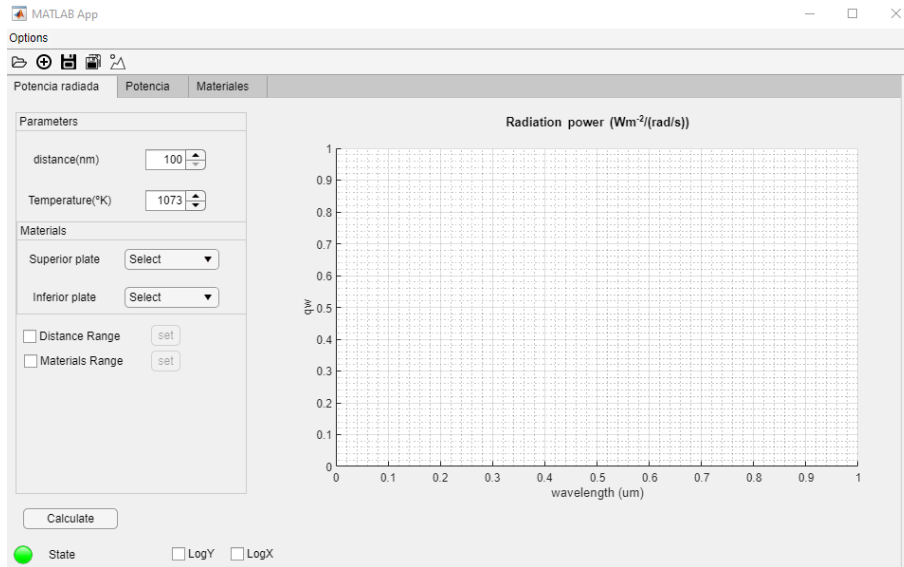 MATLAB App
Options
Potencia radiada Potencia Materiales
Parameters
distance(nm) 100
Temperature(ºK) 1073
Materials
Superior plate Select
Inferior plate Select
Distance Range set
Materials Range set
Calculate
State LogY LogX
Radiation power (Wm⁻²/(rad/s))
1
0.9
0.8
0.7
0.6
0.5
0.4
0.3
0.2
0.1
0
qw
0 0.1 0.2 0.3 0.4 0.5 0.6 0.7 0.8 0.9 1
wavelength (um)